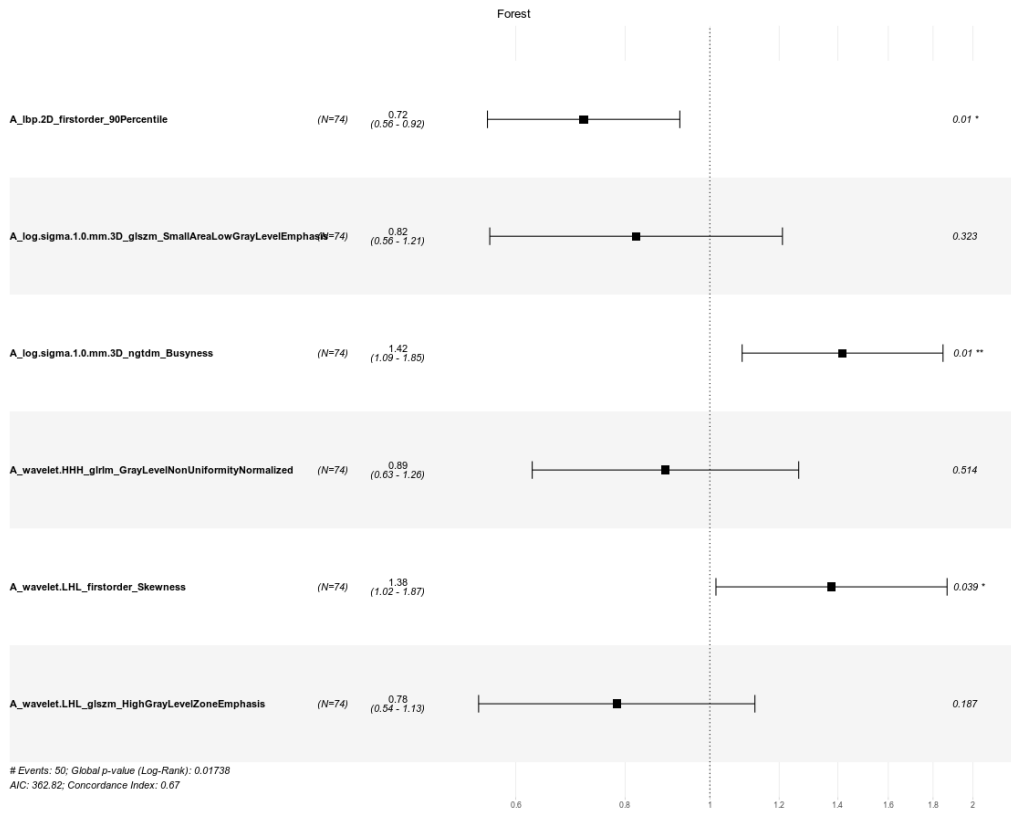 Forest
A_lbp.2D_firstorder_90Percentile (N=74) 0.72 0.01 *
(0.56 - 0.92)
A_log.sigma.1.0.mm.3D_glszm_SmallAreaLowGrayLevelEmphasis (N=74) 0.82 0.323
(0.56 - 1.21)
A_log.sigma.1.0.mm.3D_ngtdm_Busyness (N=74) 1.42 0.01 **
(1.09 - 1.85)
A_wavelet.HHH_glrlm_GrayLevelNonUniformityNormalized (N=74) 0.89 0.514
(0.63 - 1.26)
A_wavelet.LHL_firstorder_Skewness (N=74) 1.38 0.039 *
(1.02 - 1.87)
A_wavelet.LHL_glszm_HighGrayLevelZoneEmphasis (N=74) 0.78 0.187
(0.54 - 1.13)
# Events: 50; Global p-value (Log-Rank): 0.01738
AIC: 362.82; Concordance Index: 0.67
0.6 0.8 1 1.2 1.4 1.6 1.8 2